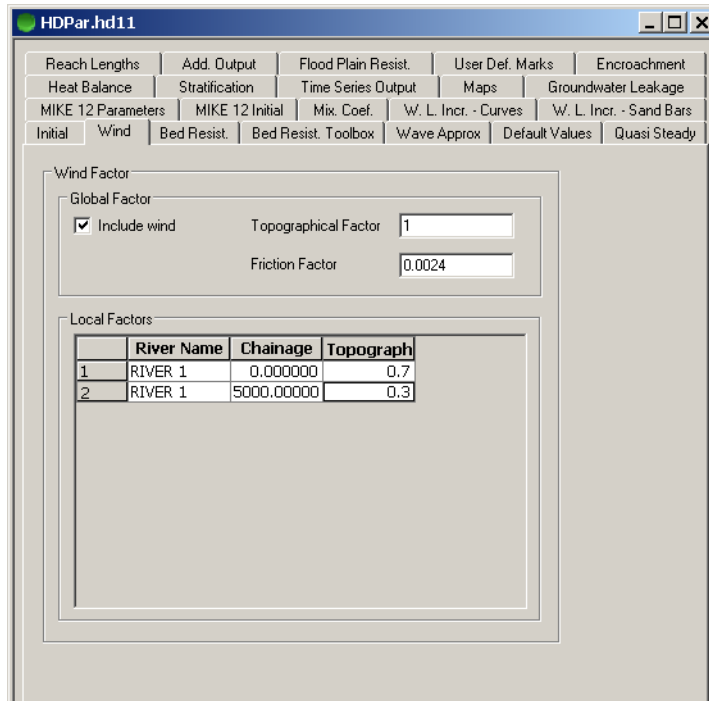 HDPar.hd11
Reach Lengths Add. Output Flood Plain Resist. User Def. Marks Encroachment
Heat Balance Stratification Time Series Output Maps Groundwater Leakage
MIKE 12 Parameters MIKE 12 Initial Mix. Coef. W. L. Incr. - Curves W. L. Incr. - Sand Bars
Initial Wind Bed Resist. Bed Resist. Toolbox Wave Approx Default Values Quasi Steady
Wind Factor
Global Factor
Include wind Topographical Factor 1
Friction Factor 0.0024
Local Factors
River Name Chainage Topograph
1 RIVER 1 0.000000 0.7
2 RIVER 1 5000.00000 0.3